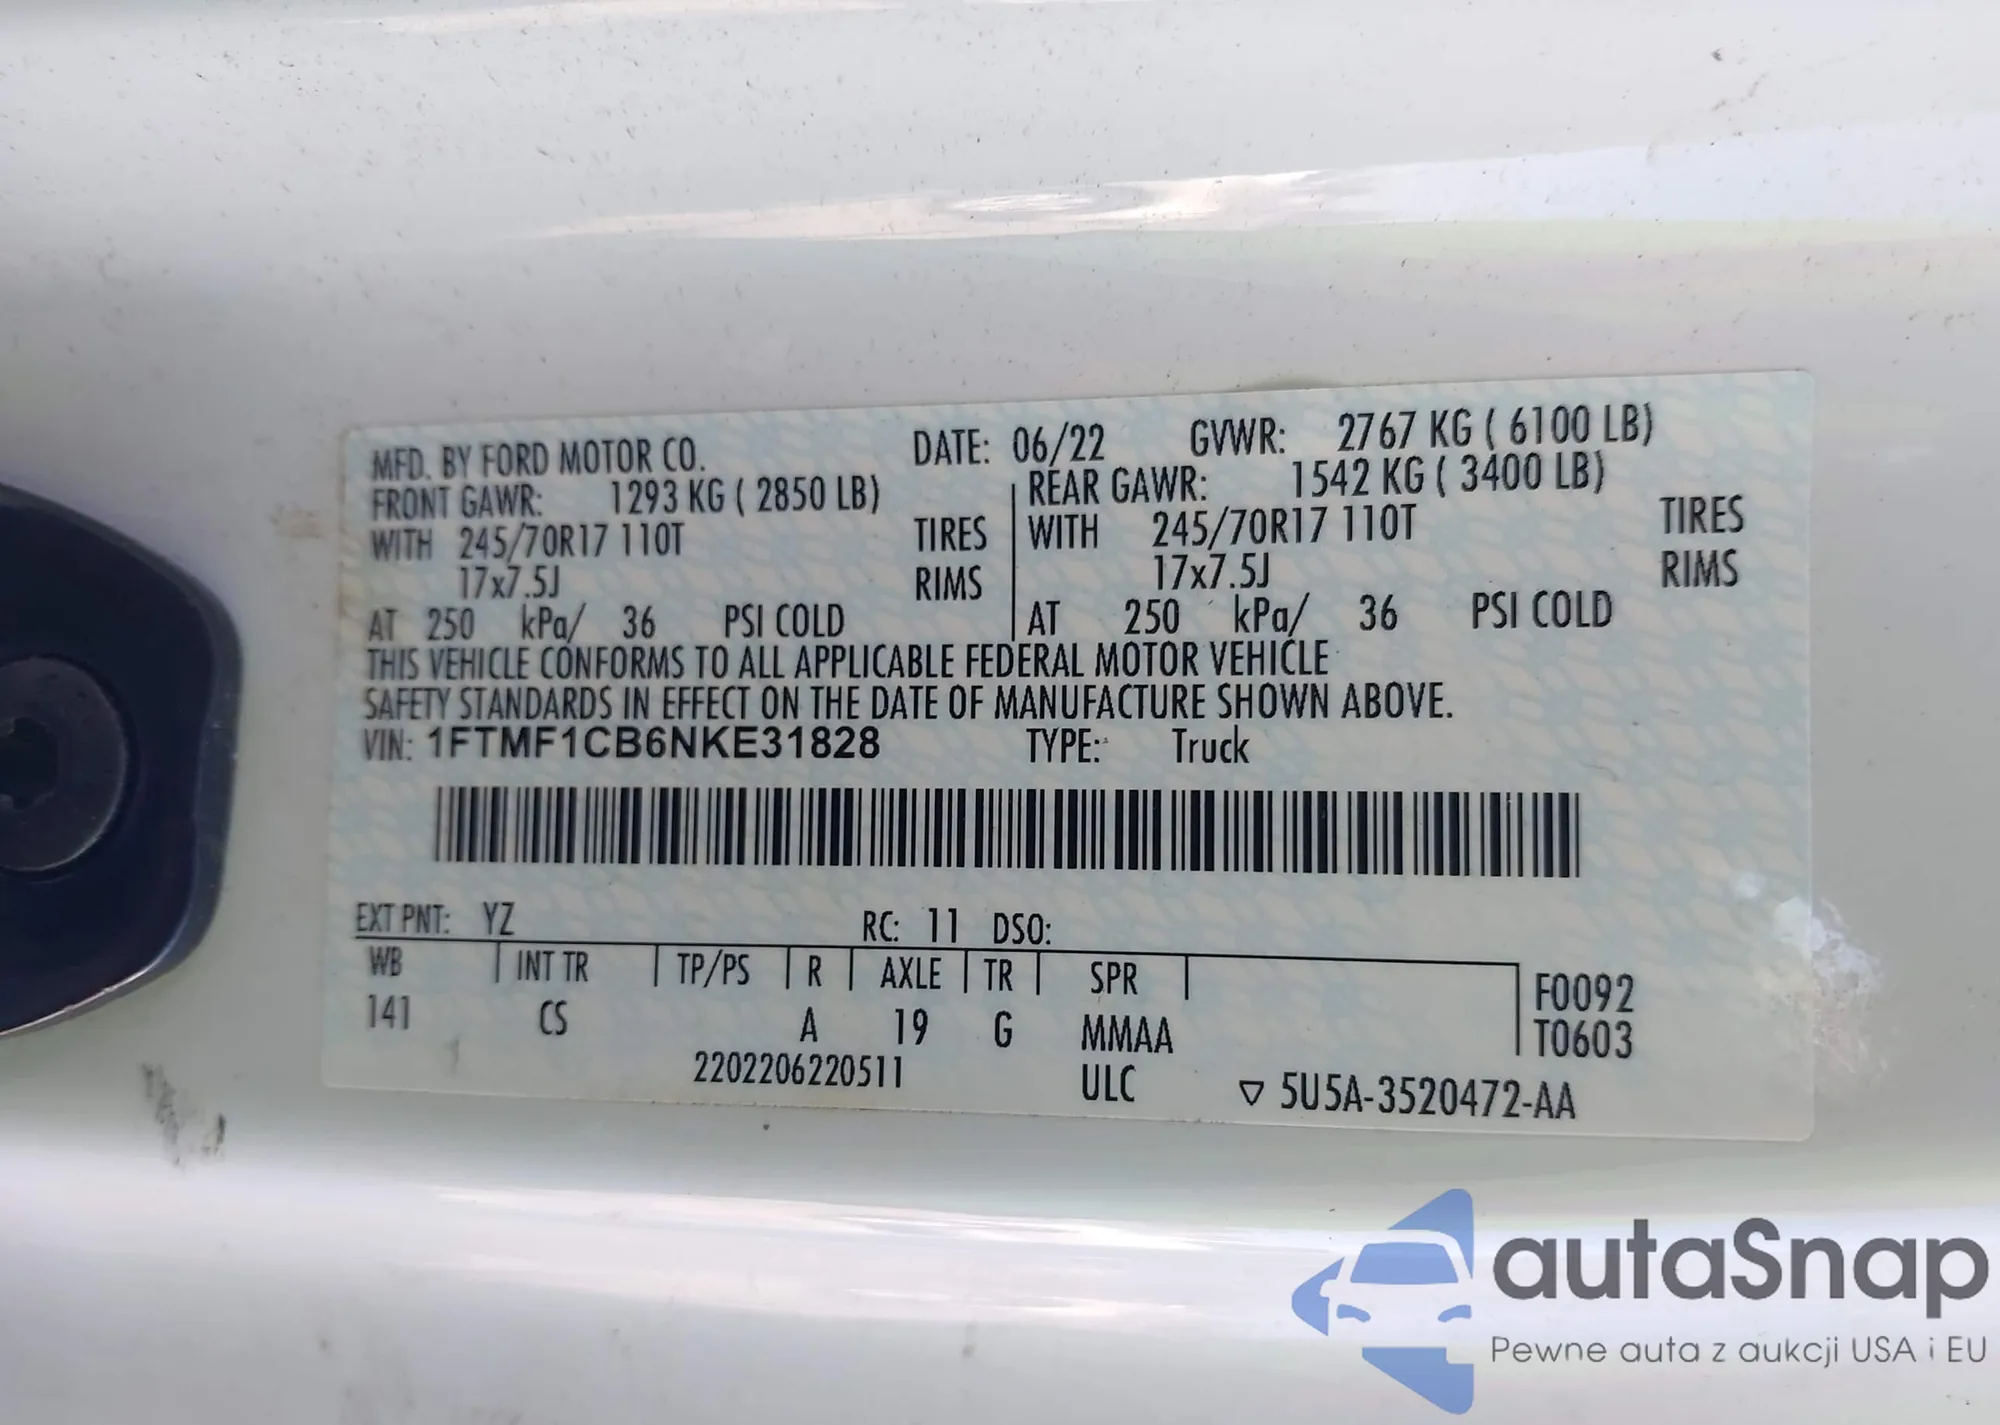 MFD. BY FORD MOTOR CO. DATE: 06/22 GVWR: 2767 KG ( 6100 LB)
FRONT GAWR: 1293 KG ( 2850 LB) REAR GAWR: 1542 KG ( 3400 LB)
WITH 245/70R17 110T TIRES WITH 245/70R17 110T TIRES
17x7.5J RIMS 17x7.5J RIMS
AT 250 kPa/ 36 PSI COLD AT 250 kPa/ 36 PSI COLD
THIS VEHICLE CONFORMS TO ALL APPLICABLE FEDERAL MOTOR VEHICLE
SAFETY STANDARDS IN EFFECT ON THE DATE OF MANUFACTURE SHOWN ABOVE.
VIN: 1FTMF1CB6NKE31828 TYPE: Truck
EXT PNT: YZ RC: 11 DSO:
WB INT TR TP/PS R AXLE TR SPR F0092
141 CS A 19 G MMAA T0603
2202206220511 ULC ▽ 5U5A-3520472-AA
autaSnap
Pewne auta z aukcji USA i EU